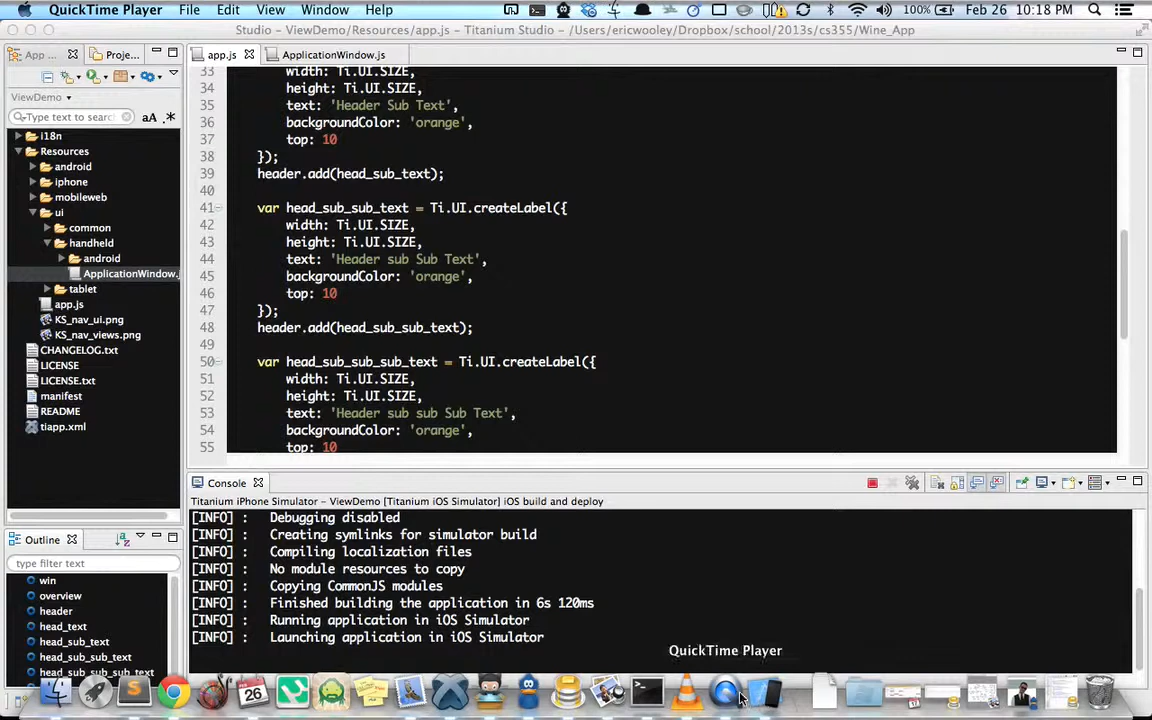 QuickTime Player File Edit View Window Help 100% Feb 26 10:18 PM
Studio - ViewDemo/Resources/app.js - Titanium Studio - /Users/ericwooley/Dropbox/school/2013s/cs355/Wine_App
App ... Proje...
app.js ApplicationWindow.js
ViewDemo
Type text to searc
aA .*
i18n
Resources
android
iphone
mobileweb
ui
common
handheld
android
ApplicationWindow.j
tablet
app.js
KS_nav_ui.png
KS_nav_views.png
CHANGELOG.txt
LICENSE
LICENSE.txt
manifest
README
tiapp.xml
33 width: Ti.UI.SIZE,
34 height: Ti.UI.SIZE,
35 text: 'Header Sub Text',
36 backgroundColor: 'orange',
37 top: 10
38 });
39 header.add(head_sub_text);
40
41 var head_sub_sub_text = Ti.UI.createLabel({
42 width: Ti.UI.SIZE,
43 height: Ti.UI.SIZE,
44 text: 'Header sub Sub Text',
45 backgroundColor: 'orange',
46 top: 10
47 });
48 header.add(head_sub_sub_text);
49
50 var head_sub_sub_sub_text = Ti.UI.createLabel({
51 width: Ti.UI.SIZE,
52 height: Ti.UI.SIZE,
53 text: 'Header sub sub Sub Text',
54 backgroundColor: 'orange',
55 top: 10
Outline
type filter text
win
overview
header
head_text
head_sub_text
head_sub_sub_text
head_sub_sub_sub_text
Console
Titanium iPhone Simulator - ViewDemo [Titanium iOS Simulator] iOS build and deploy
[INFO] : Debugging disabled
[INFO] : Creating symlinks for simulator build
[INFO] : Compiling localization files
[INFO] : No module resources to copy
[INFO] : Copying CommonJS modules
[INFO] : Finished building the application in 6s 120ms
[INFO] : Running application in iOS Simulator
[INFO] : Launching application in iOS Simulator
QuickTime Player
26